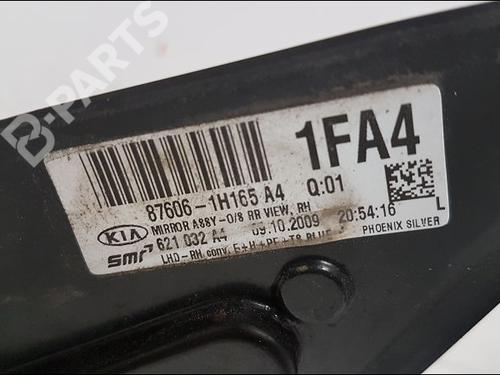 B-PARTS
1FA4
87606-1H165 A4 Q:01
KIA MIRROR ASSY-O/S RR VIEW, RH
smr 621 032 A4 09.10.2009 20:54:16 L
LHD-RH conv. E+H+PF+TS BLUE PHOENIX SILVER